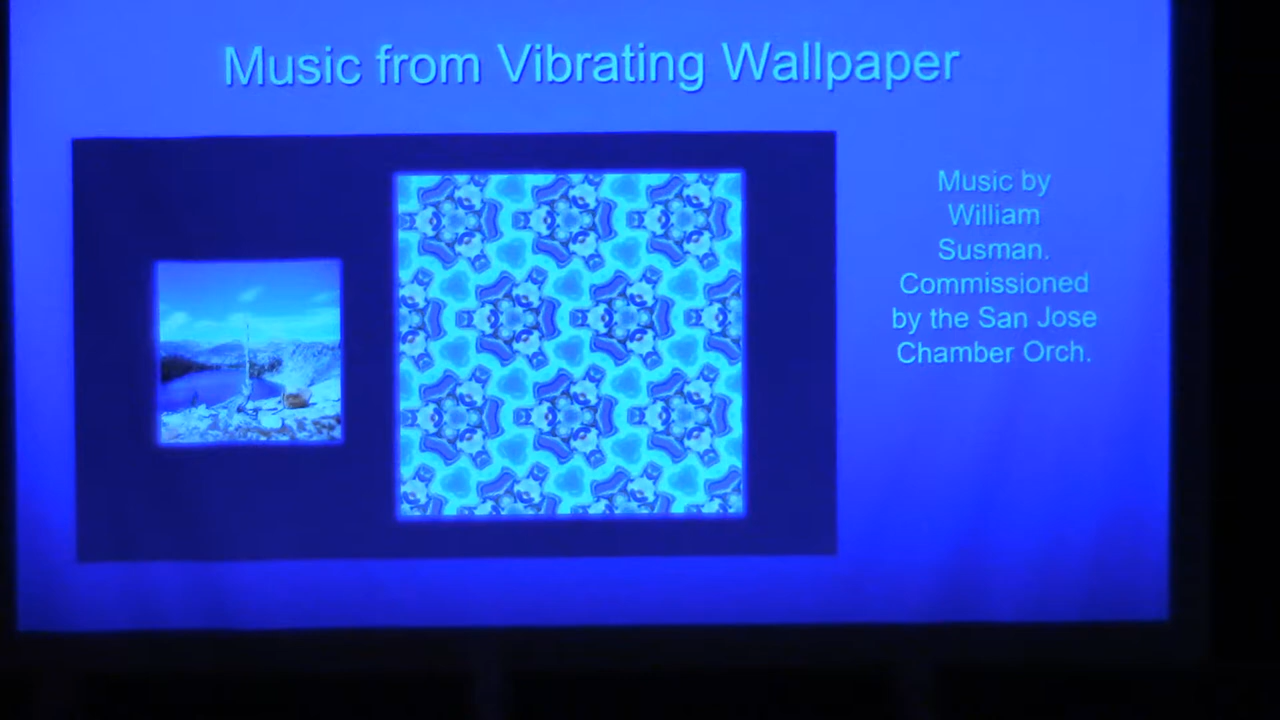 Music from Vibrating Wallpaper
Music by
William
Susman.
Commissioned
by the San Jose
Chamber Orch.